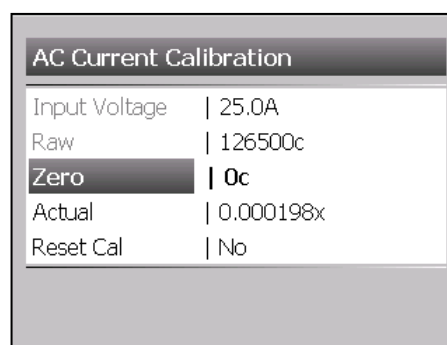 AC Current Calibration
Input Voltage | 25.0A
Raw | 126500c
Zero | 0c
Actual | 0.000198x
Reset Cal | No